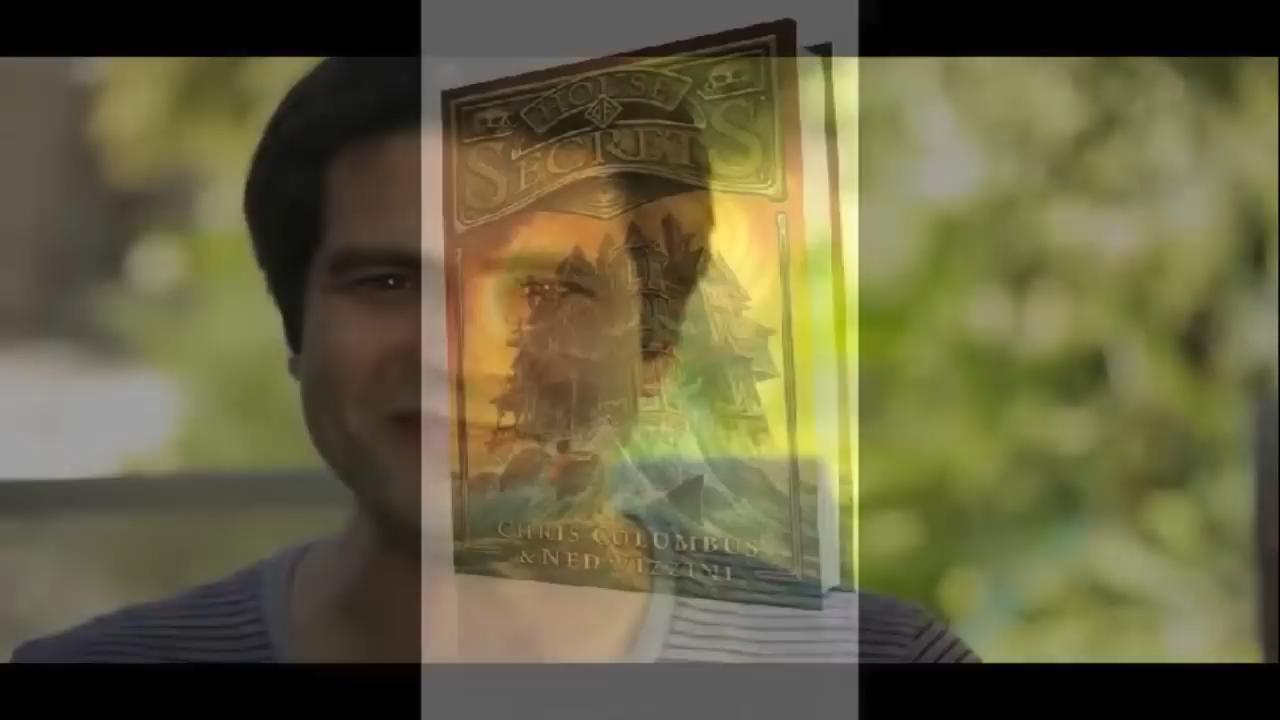 HOUSE
OF
SECRETS
CHRIS COLUMBUS
& NED VIZZINI